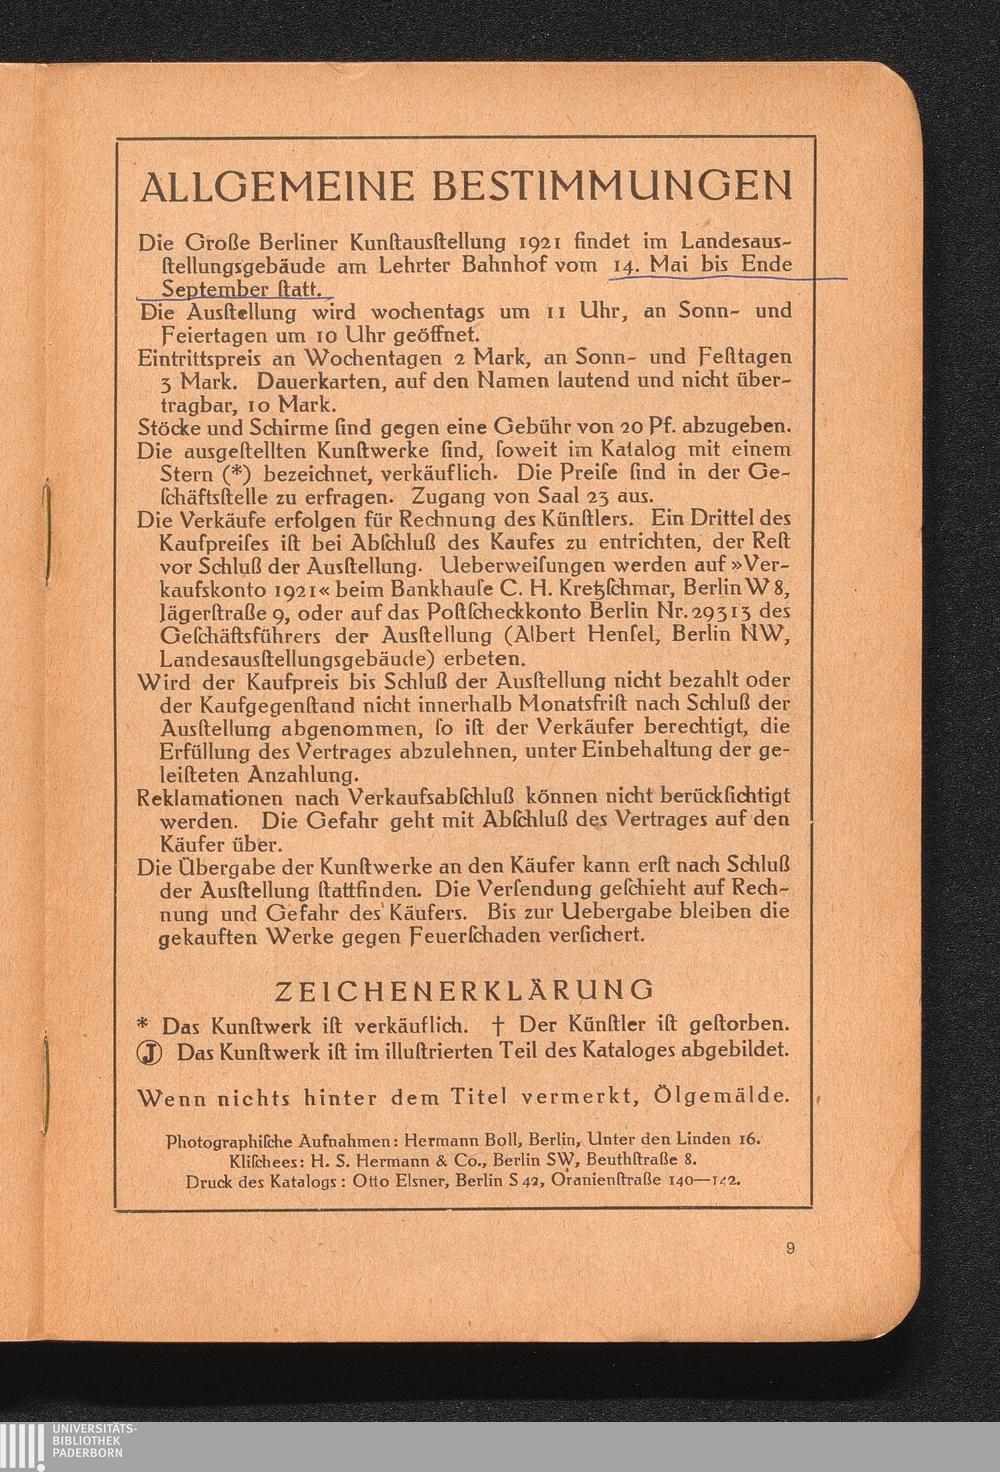 ALLGEMEINE BESTIMMUNGEN
Die Große Berliner Kunſtausſtellung 1921 findet im Landesaus-
ſtellungsgebäude am Lehrter Bahnhof vom 14. Mai bis Ende
September ſtatt.
Die Ausſtellung wird wochentags um 11 Uhr, an Sonn- und
Feiertagen um 10 Uhr geöffnet.
Eintrittspreis an Wochentagen 2 Mark, an Sonn- und Feſttagen
3 Mark. Dauerkarten, auf den Namen lautend und nicht über-
tragbar, 10 Mark.
Stöcke und Schirme ſind gegen eine Gebühr von 20 Pf. abzugeben.
Die ausgeſtellten Kunſtwerke ſind, ſoweit im Katalog mit einem
Stern (*) bezeichnet, verkäuflich. Die Preiſe ſind in der Ge-
ſchäftsſtelle zu erfragen. Zugang von Saal 23 aus.
Die Verkäufe erfolgen für Rechnung des Künſtlers. Ein Drittel des
Kaufpreiſes iſt bei Abſchluß des Kaufes zu entrichten, der Reſt
vor Schluß der Ausſtellung. Ueberweiſungen werden auf »Ver-
kaufskonto 1921« beim Bankhauſe C. H. Kretzſchmar, Berlin W 8,
Jägerſtraße 9, oder auf das Poſtſcheckkonto Berlin Nr. 29313 des
Geſchäftsführers der Ausſtellung (Albert Henſel, Berlin NW,
Landesausſtellungsgebäude) erbeten.
Wird der Kaufpreis bis Schluß der Ausſtellung nicht bezahlt oder
der Kaufgegenſtand nicht innerhalb Monatsfriſt nach Schluß der
Ausſtellung abgenommen, ſo iſt der Verkäufer berechtigt, die
Erfüllung des Vertrages abzulehnen, unter Einbehaltung der ge-
leiſteten Anzahlung.
Reklamationen nach Verkaufsabſchluß können nicht berückſichtigt
werden. Die Gefahr geht mit Abſchluß des Vertrages auf den
Käufer über.
Die Übergabe der Kunſtwerke an den Käufer kann erſt nach Schluß
der Ausſtellung ſtattfinden. Die Verſendung geſchieht auf Rech-
nung und Gefahr des Käufers. Bis zur Uebergabe bleiben die
gekauften Werke gegen Feuerſchaden verſichert.
ZEICHENERKLÄRUNG
* Das Kunſtwerk iſt verkäuflich. † Der Künſtler iſt geſtorben.
Ⓙ Das Kunſtwerk iſt im illuſtrierten Teil des Kataloges abgebildet.
Wenn nichts hinter dem Titel vermerkt, Ölgemälde.
Photographiſche Aufnahmen: Hermann Boll, Berlin, Unter den Linden 16.
Kliſchees: H. S. Hermann & Co., Berlin SW, Beuthſtraße 8.
Druck des Katalogs: Otto Elsner, Berlin S 42, Oranienſtraße 140—142.
9
UNIVERSITÄTS-
BIBLIOTHEK
PADERBORN